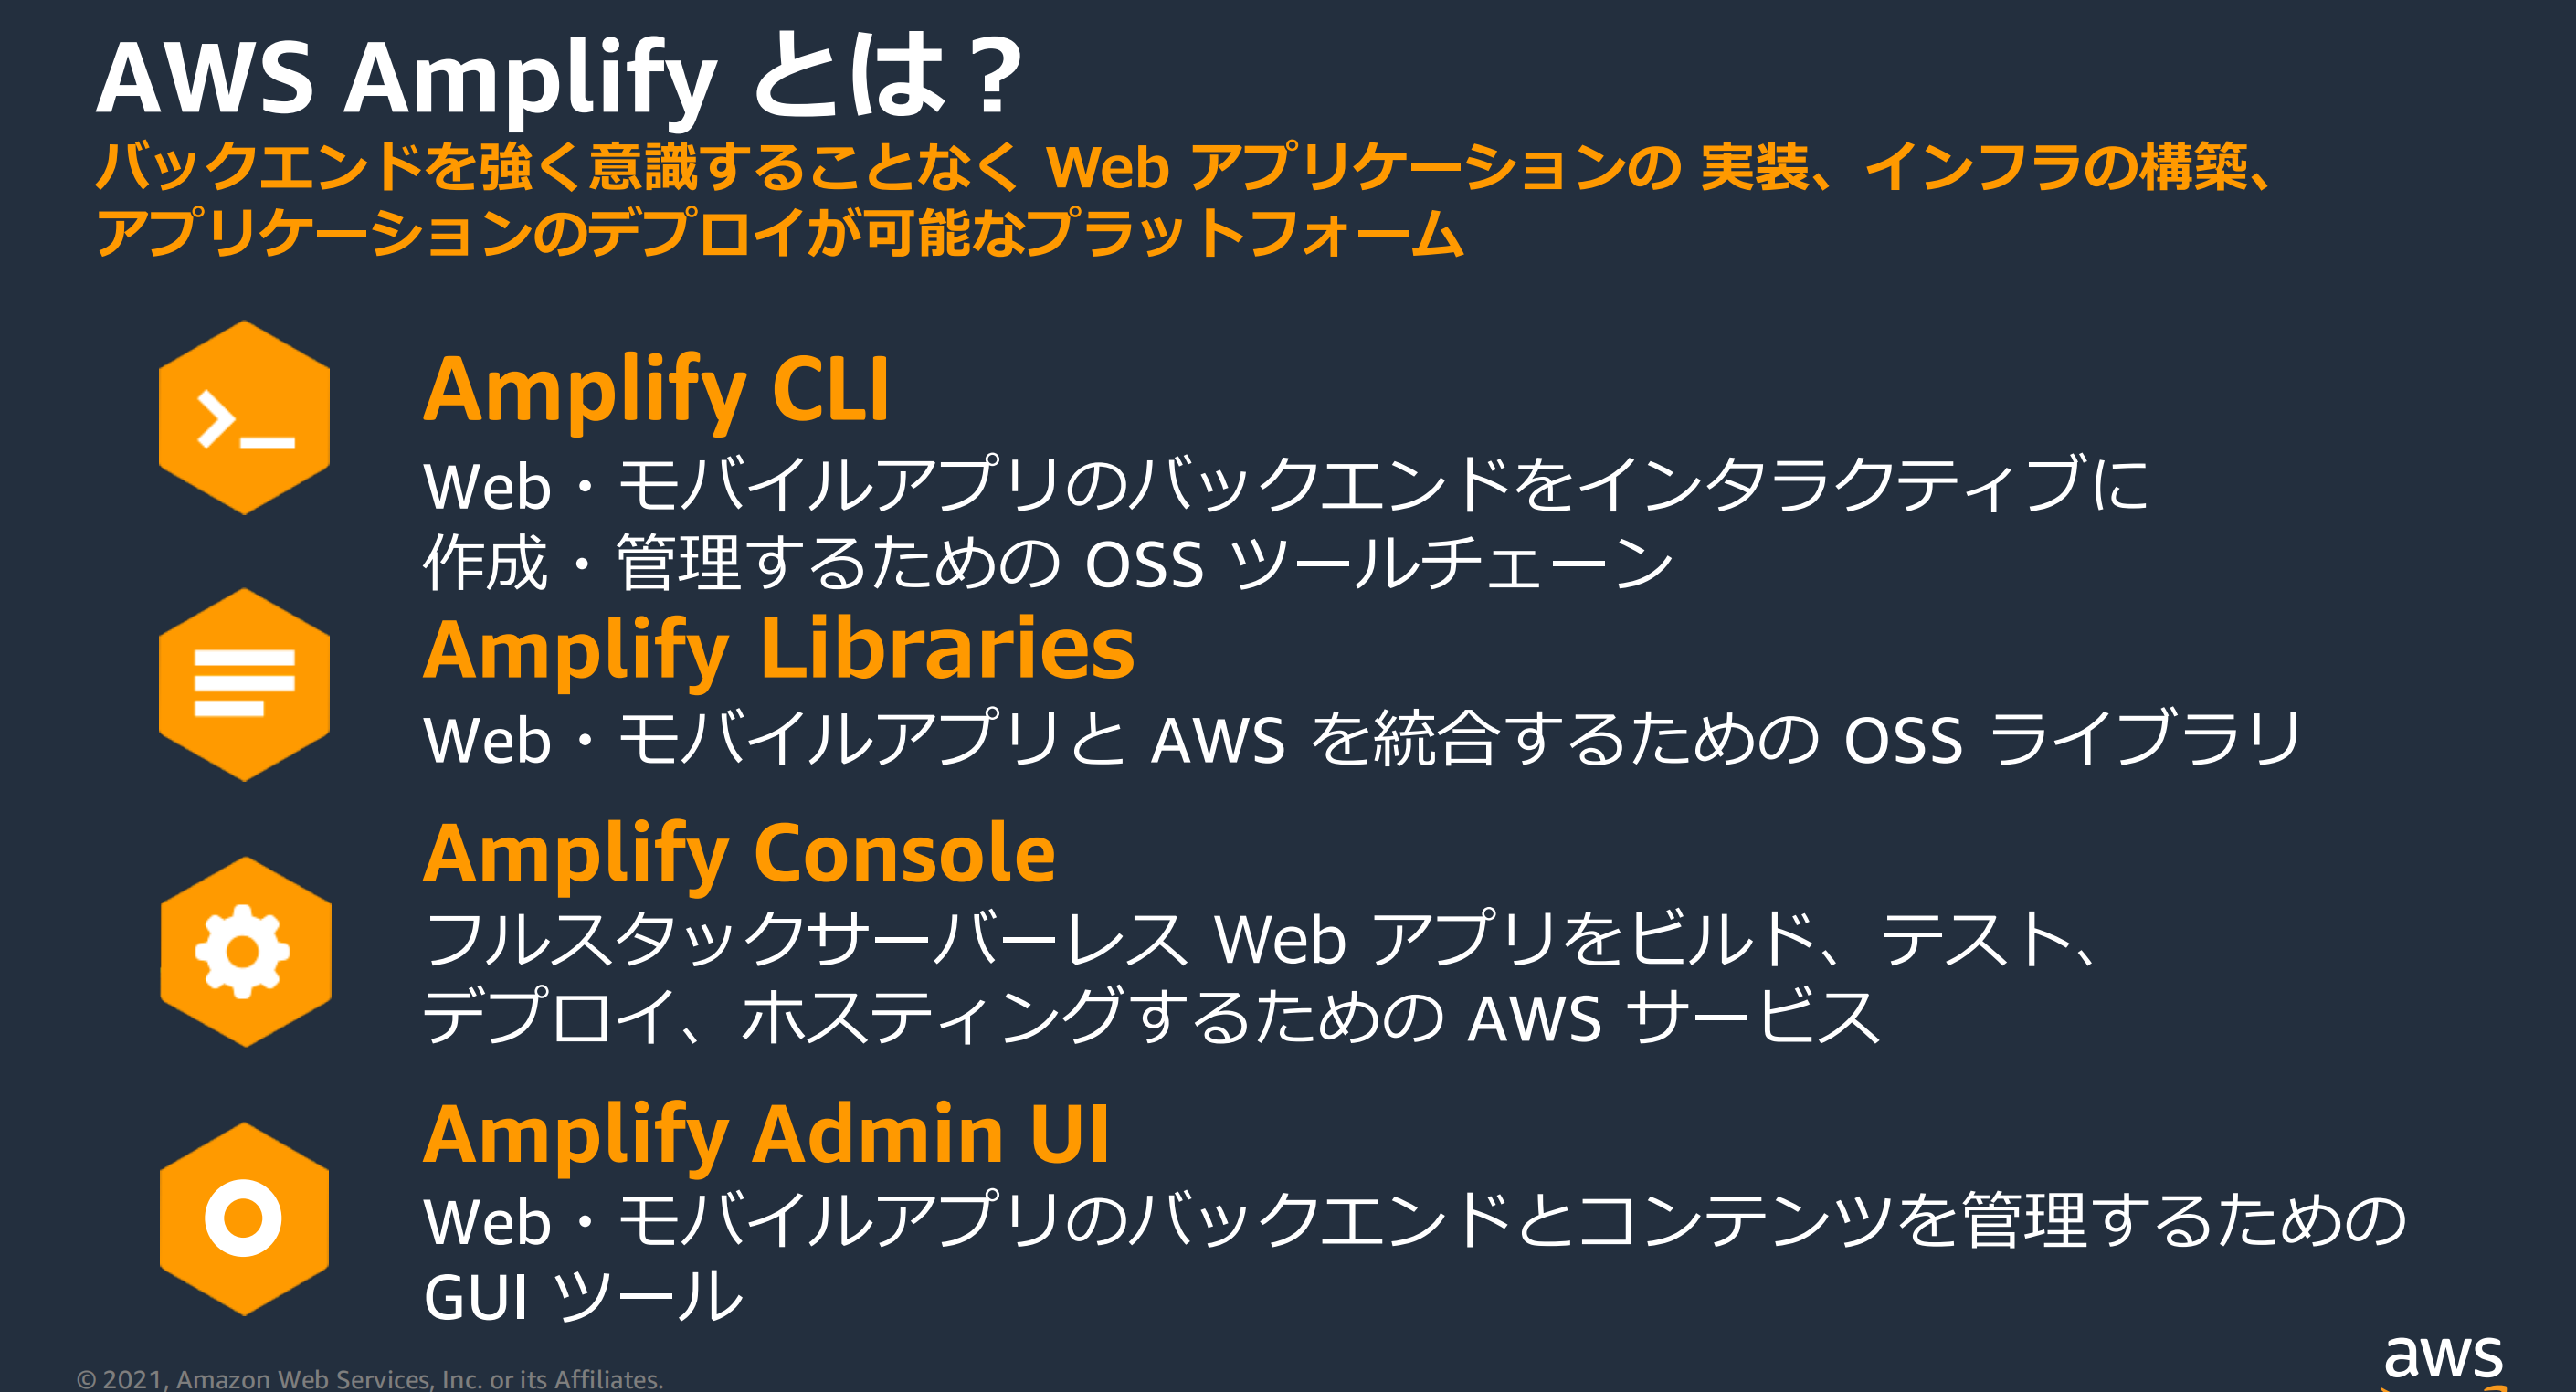 AWS Amplify とは？
バックエンドを強く意識することなく Web アプリケーションの 実装、インフラの構築、
アプリケーションのデプロイが可能なプラットフォーム
Amplify CLI
Web・モバイルアプリのバックエンドをインタラクティブに
作成・管理するための OSS ツールチェーン
Amplify Libraries
Web・モバイルアプリと AWS を統合するための OSS ライブラリ
Amplify Console
フルスタックサーバーレス Web アプリをビルド、テスト、
デプロイ、ホスティングするための AWS サービス
Amplify Admin UI
Web・モバイルアプリのバックエンドとコンテンツを管理するための
GUI ツール
© 2021, Amazon Web Services, Inc. or its Affiliates.
aws